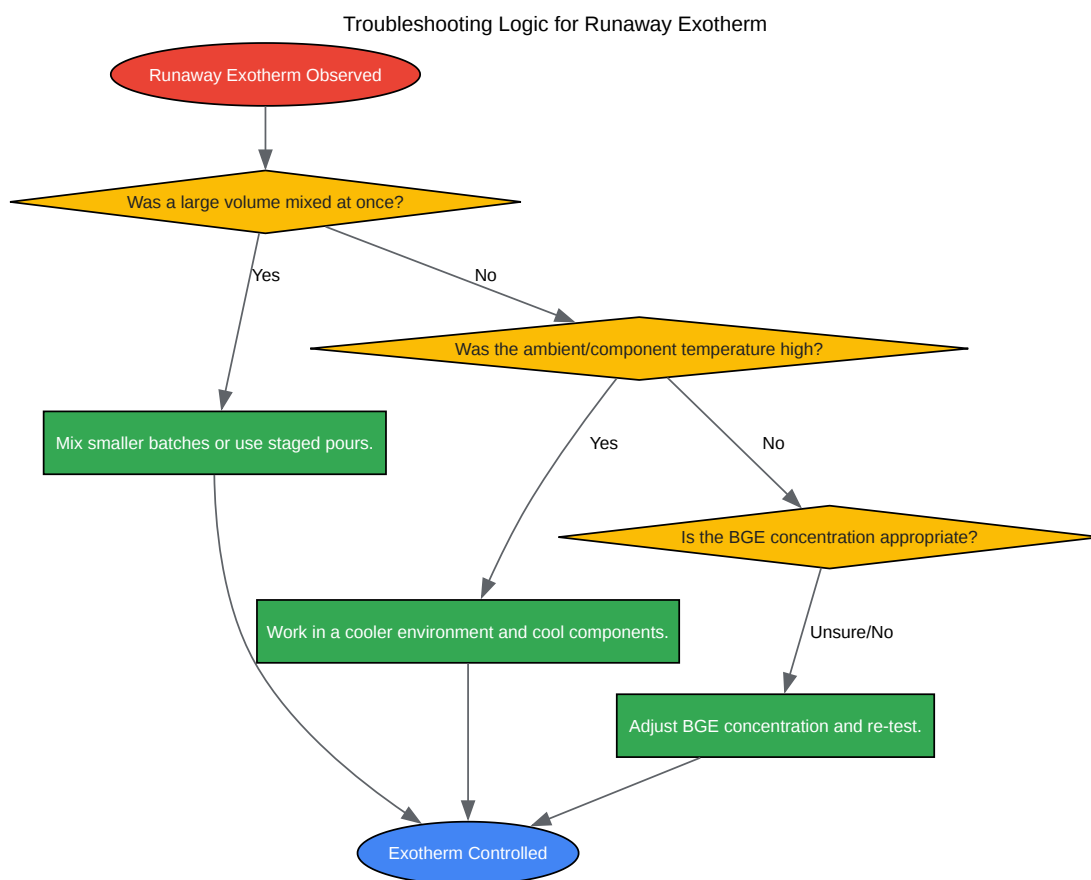 Troubleshooting Logic for Runaway Exotherm
Runaway Exotherm Observed
Was a large volume mixed at once?
Yes
No
Was the ambient/component temperature high?
Mix smaller batches or use staged pours.
Yes
No
Is the BGE concentration appropriate?
Work in a cooler environment and cool components.
Unsure/No
Adjust BGE concentration and re-test.
Exotherm Controlled